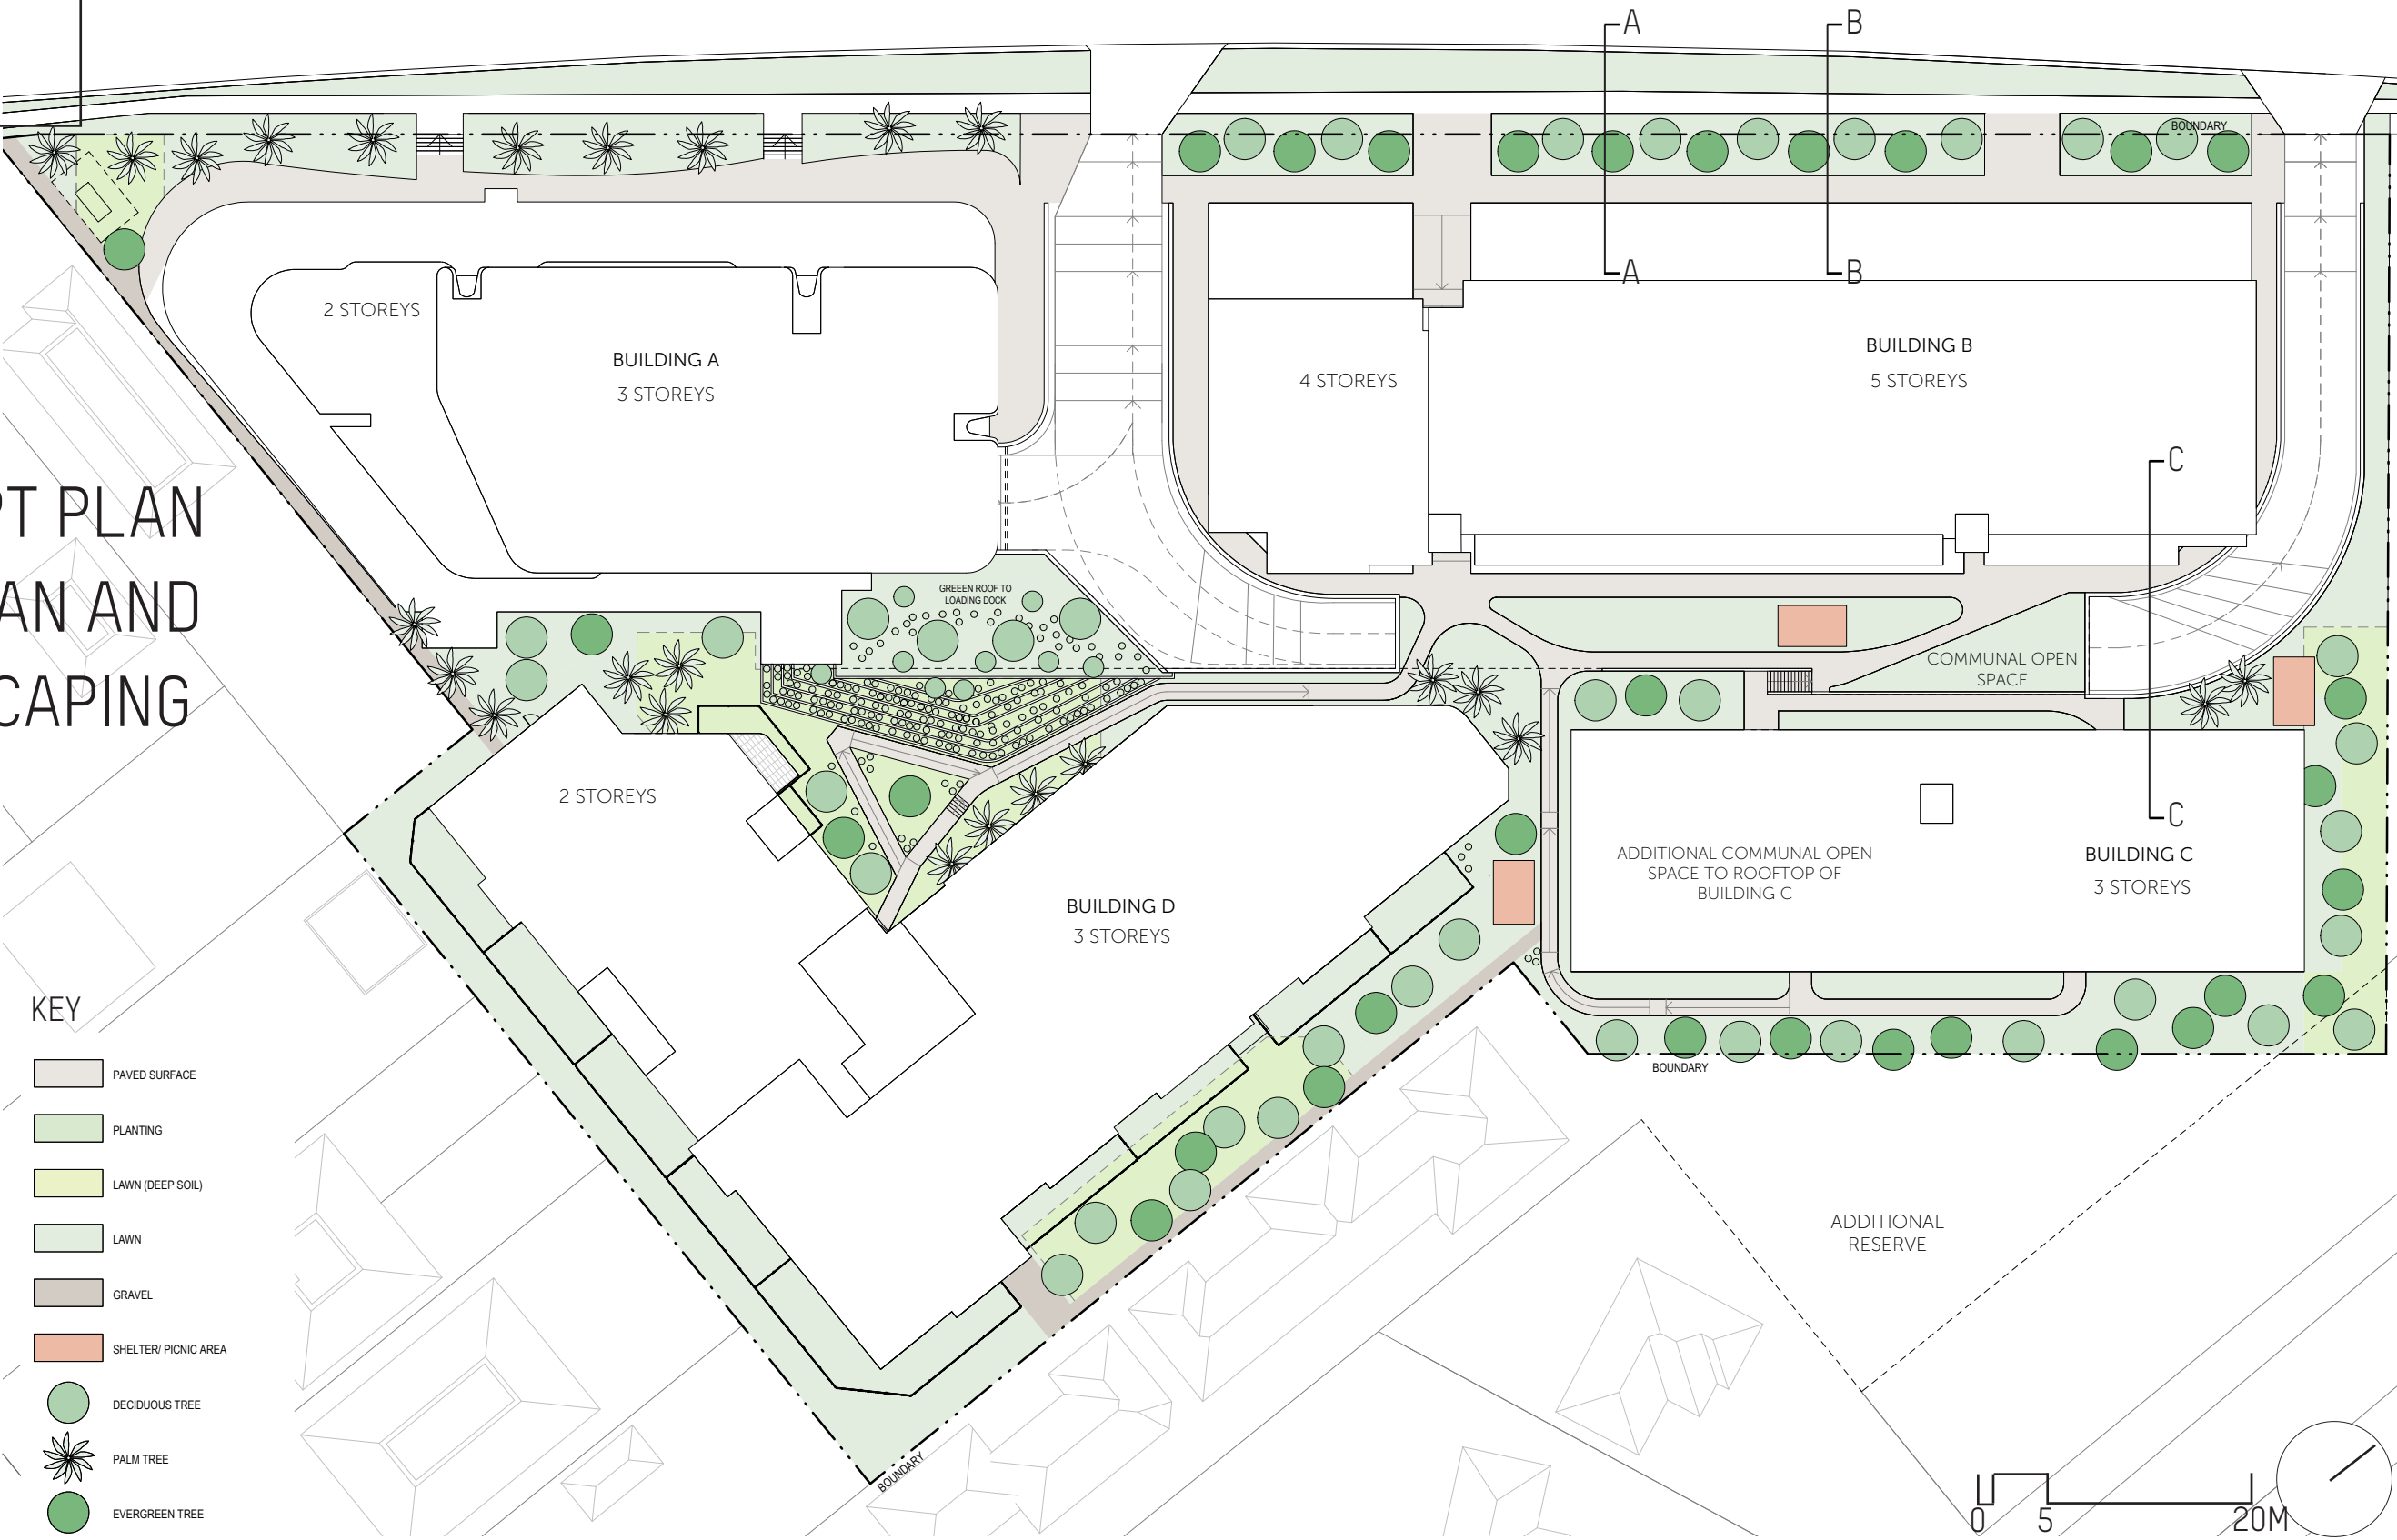 A
B
BOUNDARY
A
B
2 STOREYS
BUILDING A
3 STOREYS
4 STOREYS
BUILDING B
5 STOREYS
C
PT PLAN
AN AND
CAPING
GREEEN ROOF TO
LOADING DOCK
COMMUNAL OPEN
SPACE
2 STOREYS
C
ADDITIONAL COMMUNAL OPEN
SPACE TO ROOFTOP OF
BUILDING C
BUILDING C
3 STOREYS
BUILDING D
3 STOREYS
BOUNDARY
KEY
PAVED SURFACE
PLANTING
LAWN (DEEP SOIL)
LAWN
GRAVEL
SHELTER/ PICNIC AREA
DECIDUOUS TREE
PALM TREE
EVERGREEN TREE
ADDITIONAL
RESERVE
BOUNDARY
0 5 20M